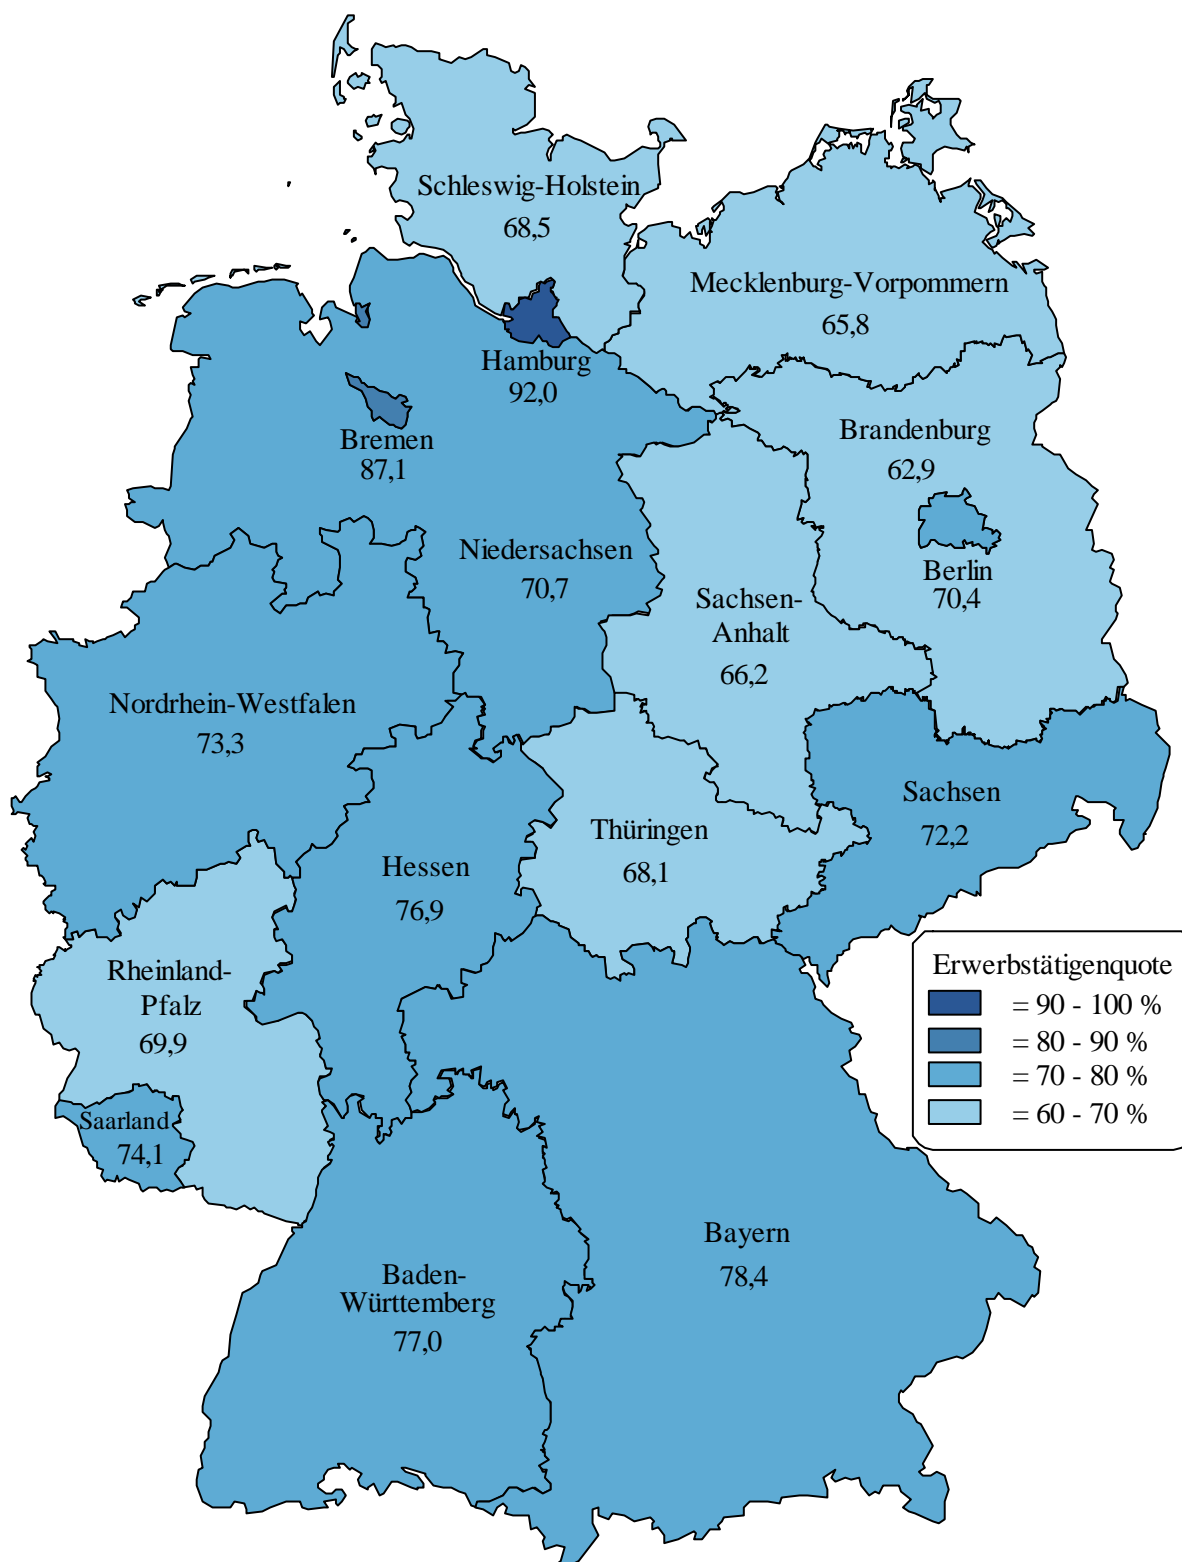 Schleswig-Holstein
68,5
Mecklenburg-Vorpommern
65,8
Hamburg
92,0
Bremen
87,1
Brandenburg
62,9
Berlin
70,4
Niedersachsen
70,7
Sachsen-
Anhalt
66,2
Nordrhein-Westfalen
73,3
Sachsen
72,2
Thüringen
68,1
Hessen
76,9
Rheinland-
Pfalz
69,9
Saarland
74,1
Bayern
78,4
Baden-
Württemberg
77,0
Erwerbstätigenquote
= 90 - 100 %
= 80 - 90 %
= 70 - 80 %
= 60 - 70 %